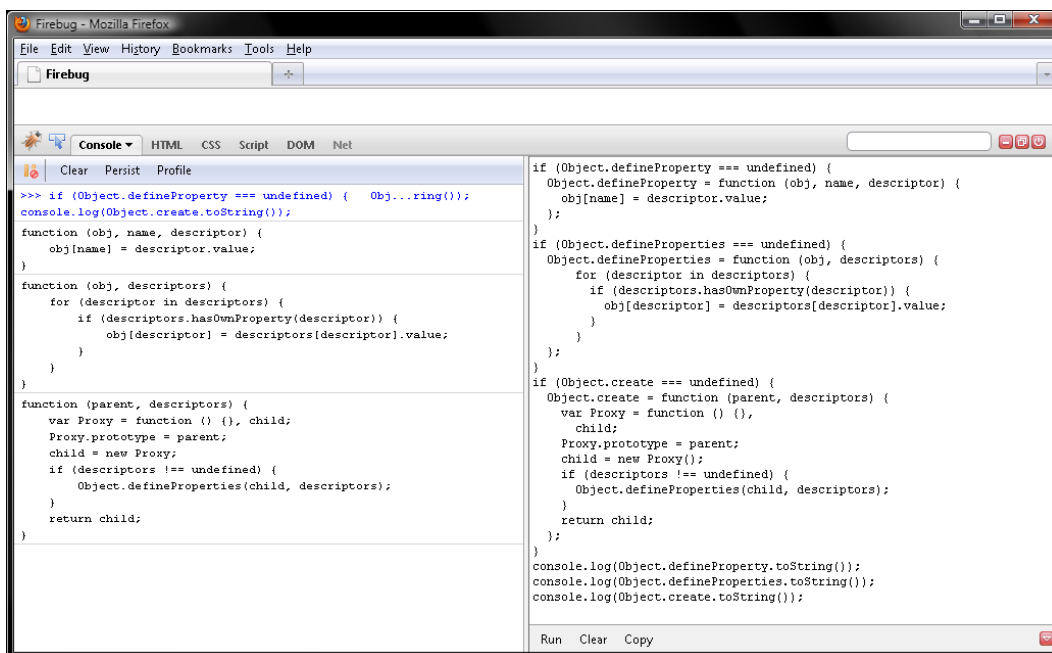 Firebug - Mozilla Firefox
File Edit View History Bookmarks Tools Help
Firebug
Console HTML CSS Script DOM Net
Clear Persist Profile
>>> if (Object.defineProperty === undefined) {   Obj...ring());
console.log(Object.create.toString());
function (obj, name, descriptor) {
    obj[name] = descriptor.value;
}
function (obj, descriptors) {
    for (descriptor in descriptors) {
        if (descriptors.hasOwnProperty(descriptor)) {
            obj[descriptor] = descriptors[descriptor].value;
        }
    }
}
function (parent, descriptors) {
    var Proxy = function () {}, child;
    Proxy.prototype = parent;
    child = new Proxy;
    if (descriptors !== undefined) {
        Object.defineProperties(child, descriptors);
    }
    return child;
}
if (Object.defineProperty === undefined) {
  Object.defineProperty = function (obj, name, descriptor) {
    obj[name] = descriptor.value;
  };
}
if (Object.defineProperties === undefined) {
  Object.defineProperties = function (obj, descriptors) {
      for (descriptor in descriptors) {
        if (descriptors.hasOwnProperty(descriptor)) {
          obj[descriptor] = descriptors[descriptor].value;
        }
      }
  };
}
if (Object.create === undefined) {
  Object.create = function (parent, descriptors) {
    var Proxy = function () {},
      child;
    Proxy.prototype = parent;
    child = new Proxy();
    if (descriptors !== undefined) {
      Object.defineProperties(child, descriptors);
    }
    return child;
  };
}
console.log(Object.defineProperty.toString());
console.log(Object.defineProperties.toString());
console.log(Object.create.toString());
Run Clear Copy